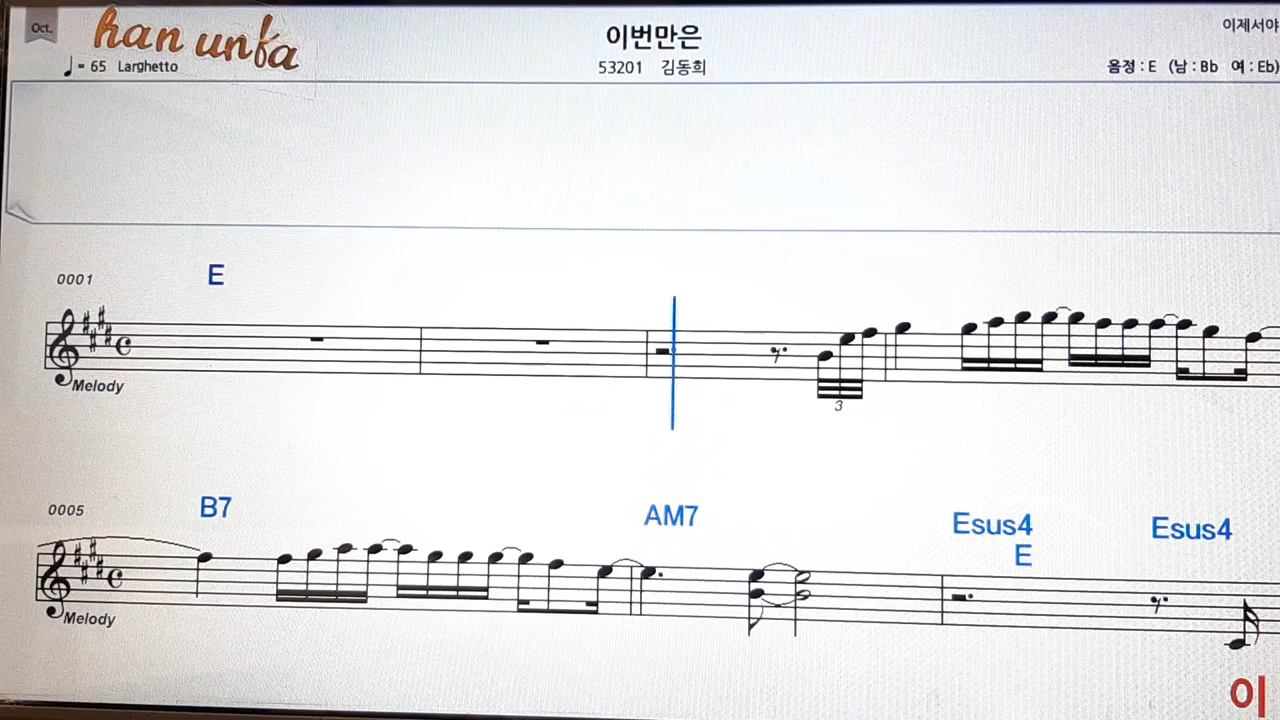 Oct.
han unfa
이번만은
이제서야
= 65 Larghetto
53201 김동희
음정 : E (남 : Bb 여 : Eb)
0001
E
Melody
3
0005
B7
AM7
Esus4
E
Esus4
Melody
이